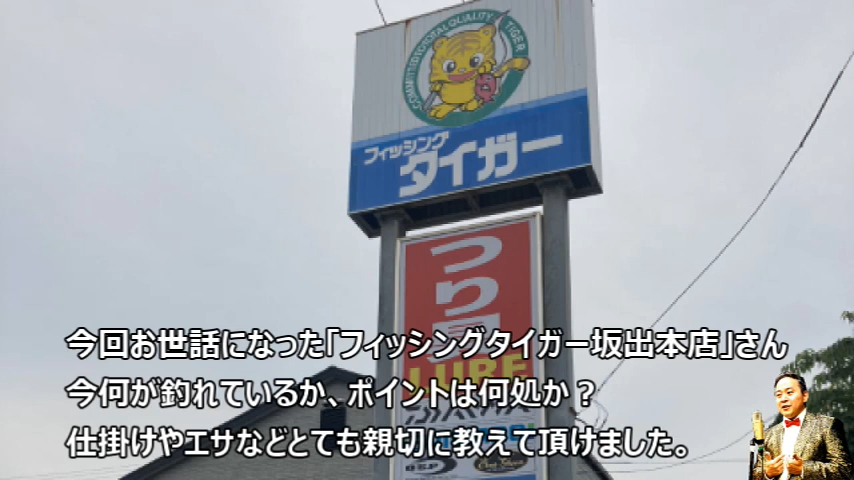 COMMITTED TO TOTAL QUALITY TIGER
フィッシング
タイガー
つり具
LURE
DAIWA
O.S.P
今回お世話になった「フィッシングタイガー坂出本店」さん
今何が釣れているか、ポイントは何処か？
仕掛けやエサなどとても親切に教えて頂けました。